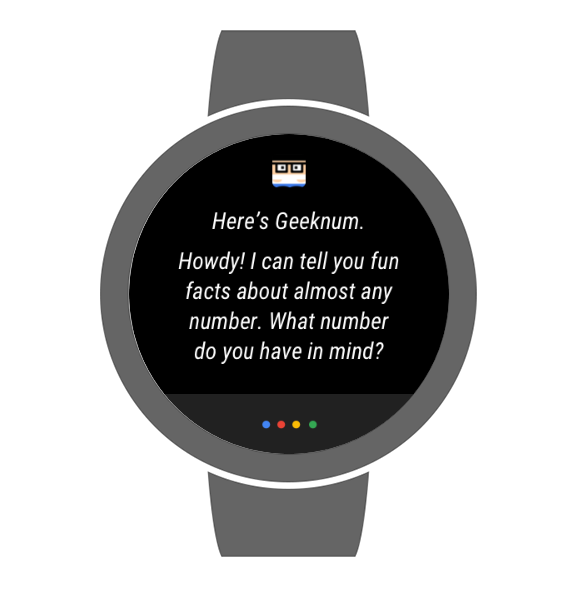 Here’s Geeknum.
Howdy! I can tell you fun
facts about almost any
number. What number
do you have in mind?